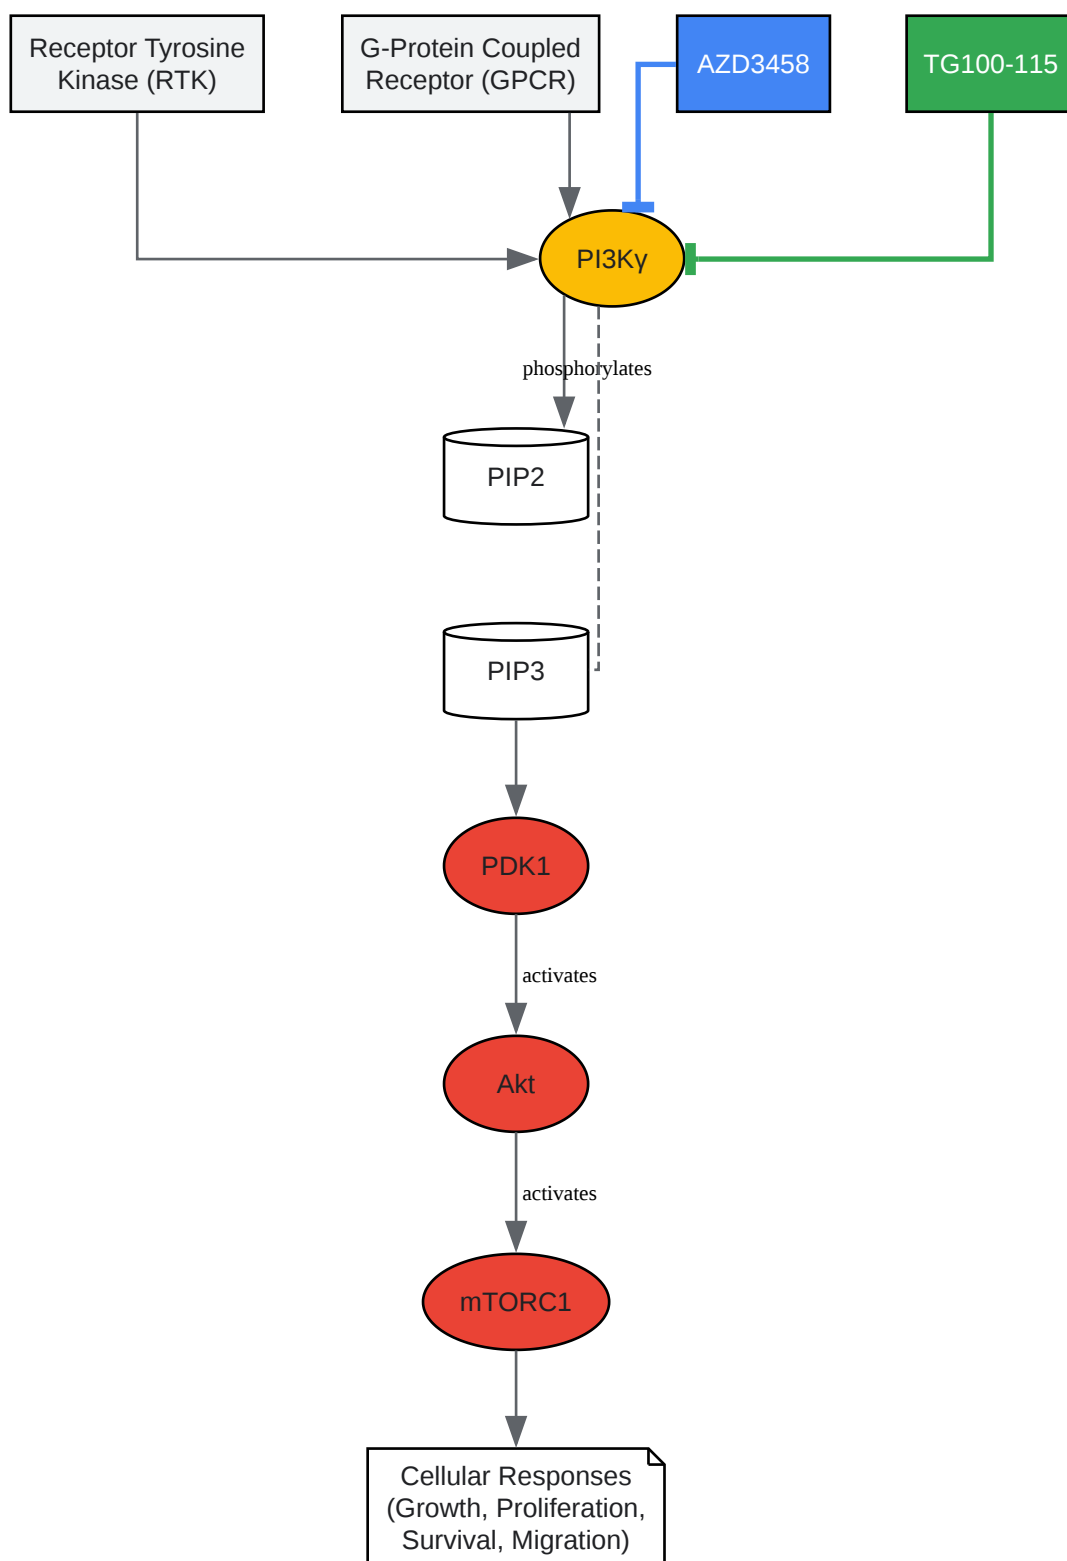 Receptor Tyrosine
Kinase (RTK)
G-Protein Coupled
Receptor (GPCR)
AZD3458
TG100-115
PI3Kγ
phosphorylates
PIP2
PIP3
PDK1
activates
Akt
activates
mTORC1
Cellular Responses
(Growth, Proliferation,
Survival, Migration)